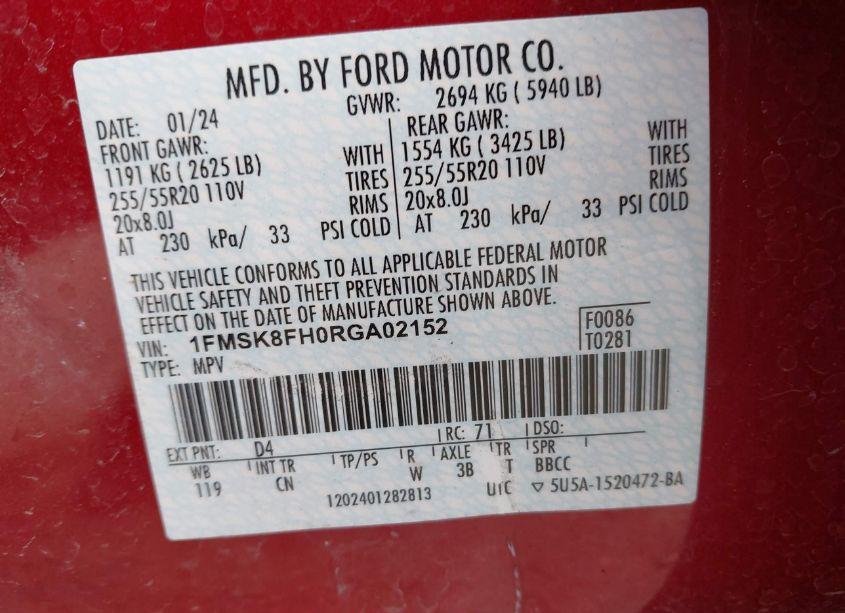 MFD. BY FORD MOTOR CO.
DATE: 01/24 GVWR: 2694 KG ( 5940 LB)
FRONT GAWR: REAR GAWR:
1191 KG ( 2625 LB) WITH 1554 KG ( 3425 LB) WITH
255/55R20 110V TIRES 255/55R20 110V TIRES
20x8.0J RIMS 20x8.0J RIMS
AT 230 kPa/ 33 PSI COLD AT 230 kPa/ 33 PSI COLD
THIS VEHICLE CONFORMS TO ALL APPLICABLE FEDERAL MOTOR
VEHICLE SAFETY AND THEFT PREVENTION STANDARDS IN
EFFECT ON THE DATE OF MANUFACTURE SHOWN ABOVE.
VIN: 1FMSK8FH0RGA02152 F0086
TYPE: MPV T0281
EXT PNT: D4 RC: 71 DSO:
WB INT TR TP/PS R AXLE TR SPR
119 CN W 3B T BBCC
1202401282813 UTC ▽ 5U5A-1520472-BA